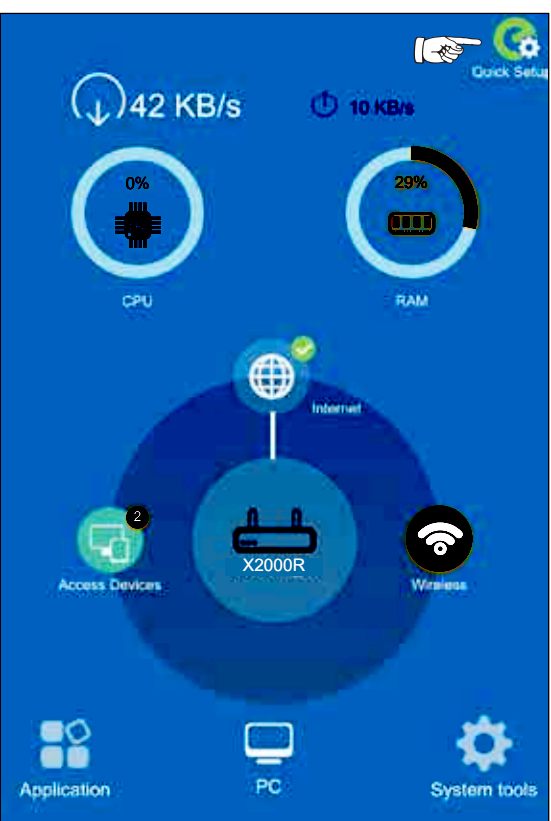 Quick Setup
42 KB/s
10 KB/s
0%
29%
CPU
RAM
Internet
2
X2000R
Access Devices
Wireless
Application
PC
System tools